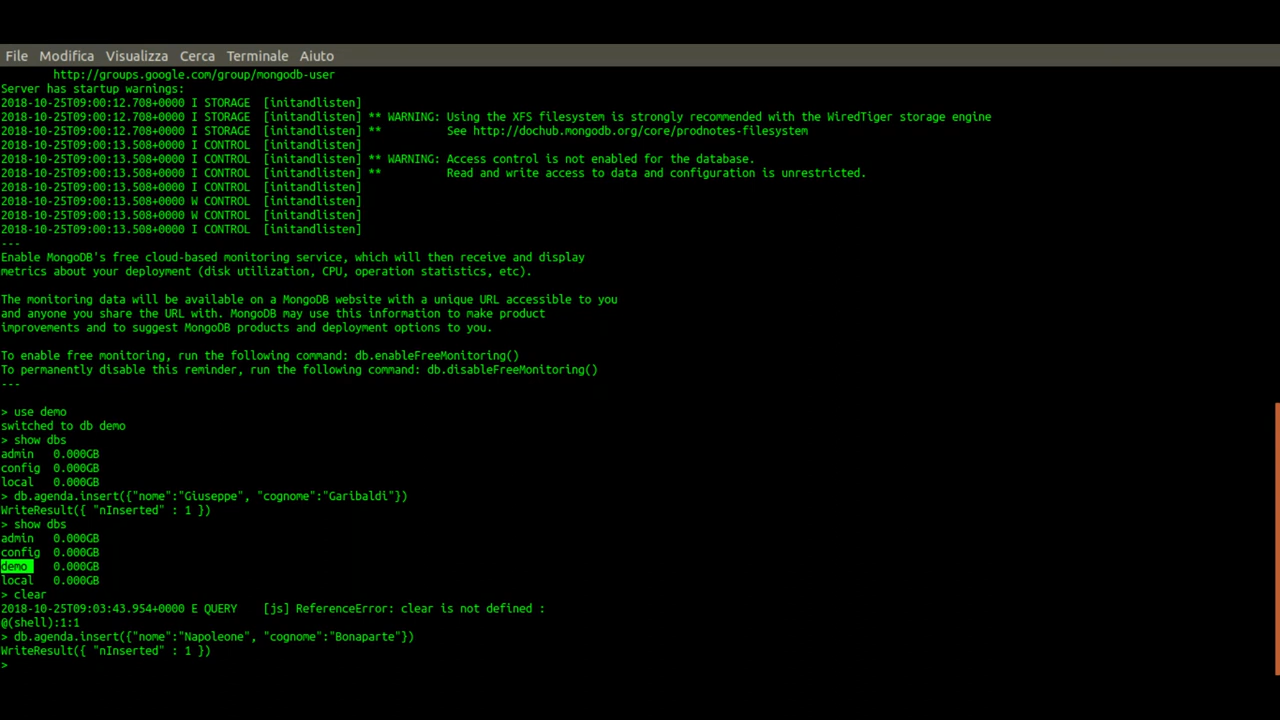 File Modifica Visualizza Cerca Terminale Aiuto
http://groups.google.com/group/mongodb-user
Server has startup warnings:
2018-10-25T09:00:12.708+0000 I STORAGE  [initandlisten]
2018-10-25T09:00:12.708+0000 I STORAGE  [initandlisten] ** WARNING: Using the XFS filesystem is strongly recommended with the WiredTiger storage engine
2018-10-25T09:00:12.708+0000 I STORAGE  [initandlisten] **          See http://dochub.mongodb.org/core/prodnotes-filesystem
2018-10-25T09:00:13.508+0000 I CONTROL  [initandlisten]
2018-10-25T09:00:13.508+0000 I CONTROL  [initandlisten] ** WARNING: Access control is not enabled for the database.
2018-10-25T09:00:13.508+0000 I CONTROL  [initandlisten] **          Read and write access to data and configuration is unrestricted.
2018-10-25T09:00:13.508+0000 I CONTROL  [initandlisten]
2018-10-25T09:00:13.508+0000 W CONTROL  [initandlisten]
2018-10-25T09:00:13.508+0000 W CONTROL  [initandlisten]
2018-10-25T09:00:13.508+0000 I CONTROL  [initandlisten]
---
Enable MongoDB's free cloud-based monitoring service, which will then receive and display
metrics about your deployment (disk utilization, CPU, operation statistics, etc).
The monitoring data will be available on a MongoDB website with a unique URL accessible to you
and anyone you share the URL with. MongoDB may use this information to make product
improvements and to suggest MongoDB products and deployment options to you.
To enable free monitoring, run the following command: db.enableFreeMonitoring()
To permanently disable this reminder, run the following command: db.disableFreeMonitoring()
---
> use demo
switched to db demo
> show dbs
admin   0.000GB
config  0.000GB
local   0.000GB
> db.agenda.insert({"nome":"Giuseppe", "cognome":"Garibaldi"})
WriteResult({ "nInserted" : 1 })
> show dbs
admin   0.000GB
config  0.000GB
demo    0.000GB
local   0.000GB
> clear
2018-10-25T09:03:43.954+0000 E QUERY    [js] ReferenceError: clear is not defined :
@(shell):1:1
> db.agenda.insert({"nome":"Napoleone", "cognome":"Bonaparte"})
WriteResult({ "nInserted" : 1 })
>